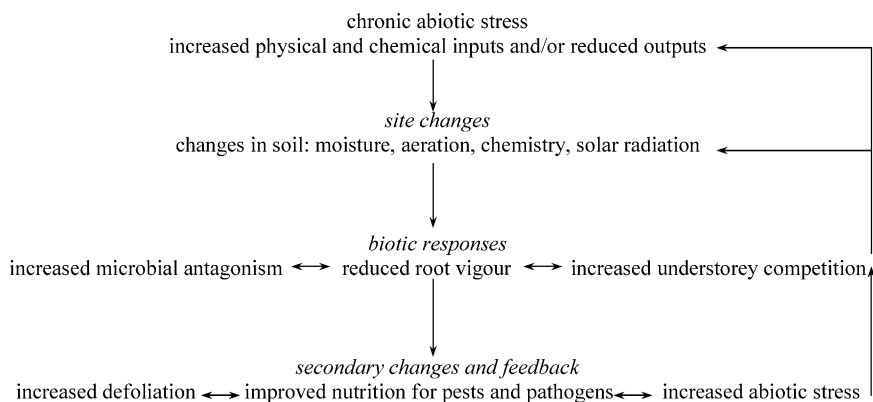 chronic abiotic stress
increased physical and chemical inputs and/or reduced outputs
site changes
changes in soil: moisture, aeration, chemistry, solar radiation
biotic responses
increased microbial antagonism reduced root vigour increased understorey competition
secondary changes and feedback
increased defoliation improved nutrition for pests and pathogens increased abiotic stress